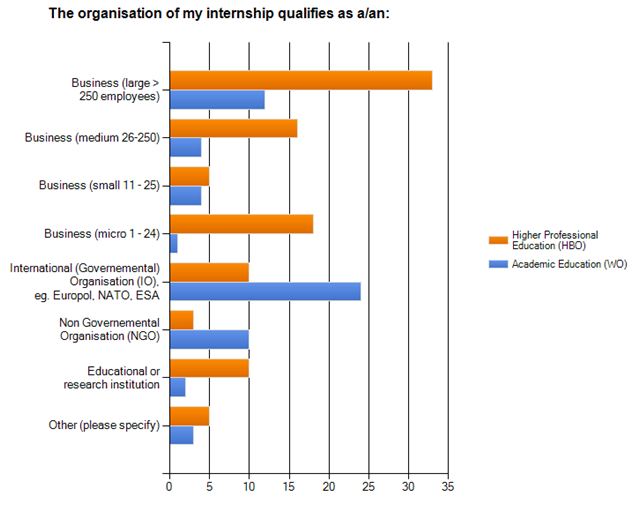 The organisation of my internship qualifies as a/an:
Business (large >
250 employees)
Business (medium 26-250)
Business (small 11 - 25)
Business (micro 1 - 24)
International (Governemental)
Organisation (IO),
eg. Europol, NATO, ESA
Non Governemental
Organisation (NGO)
Educational or
research institution
Other (please specify)
0 5 10 15 20 25 30 35
Higher Professional
Education (HBO)
Academic Education (WO)